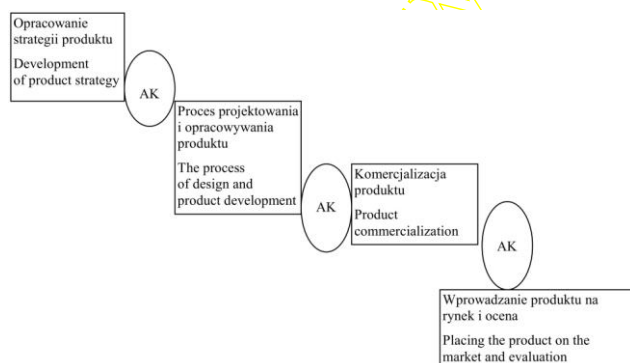 Opracowanie
strategii produktu
Development
of product strategy
AK
Proces projektowania
i opracowywania
produktu
The process
of design and
product development
AK
Komercjalizacja
produktu
Product
commercialization
AK
Wprowadzanie produktu na
rynek i ocena
Placing the product on the
market and evaluation